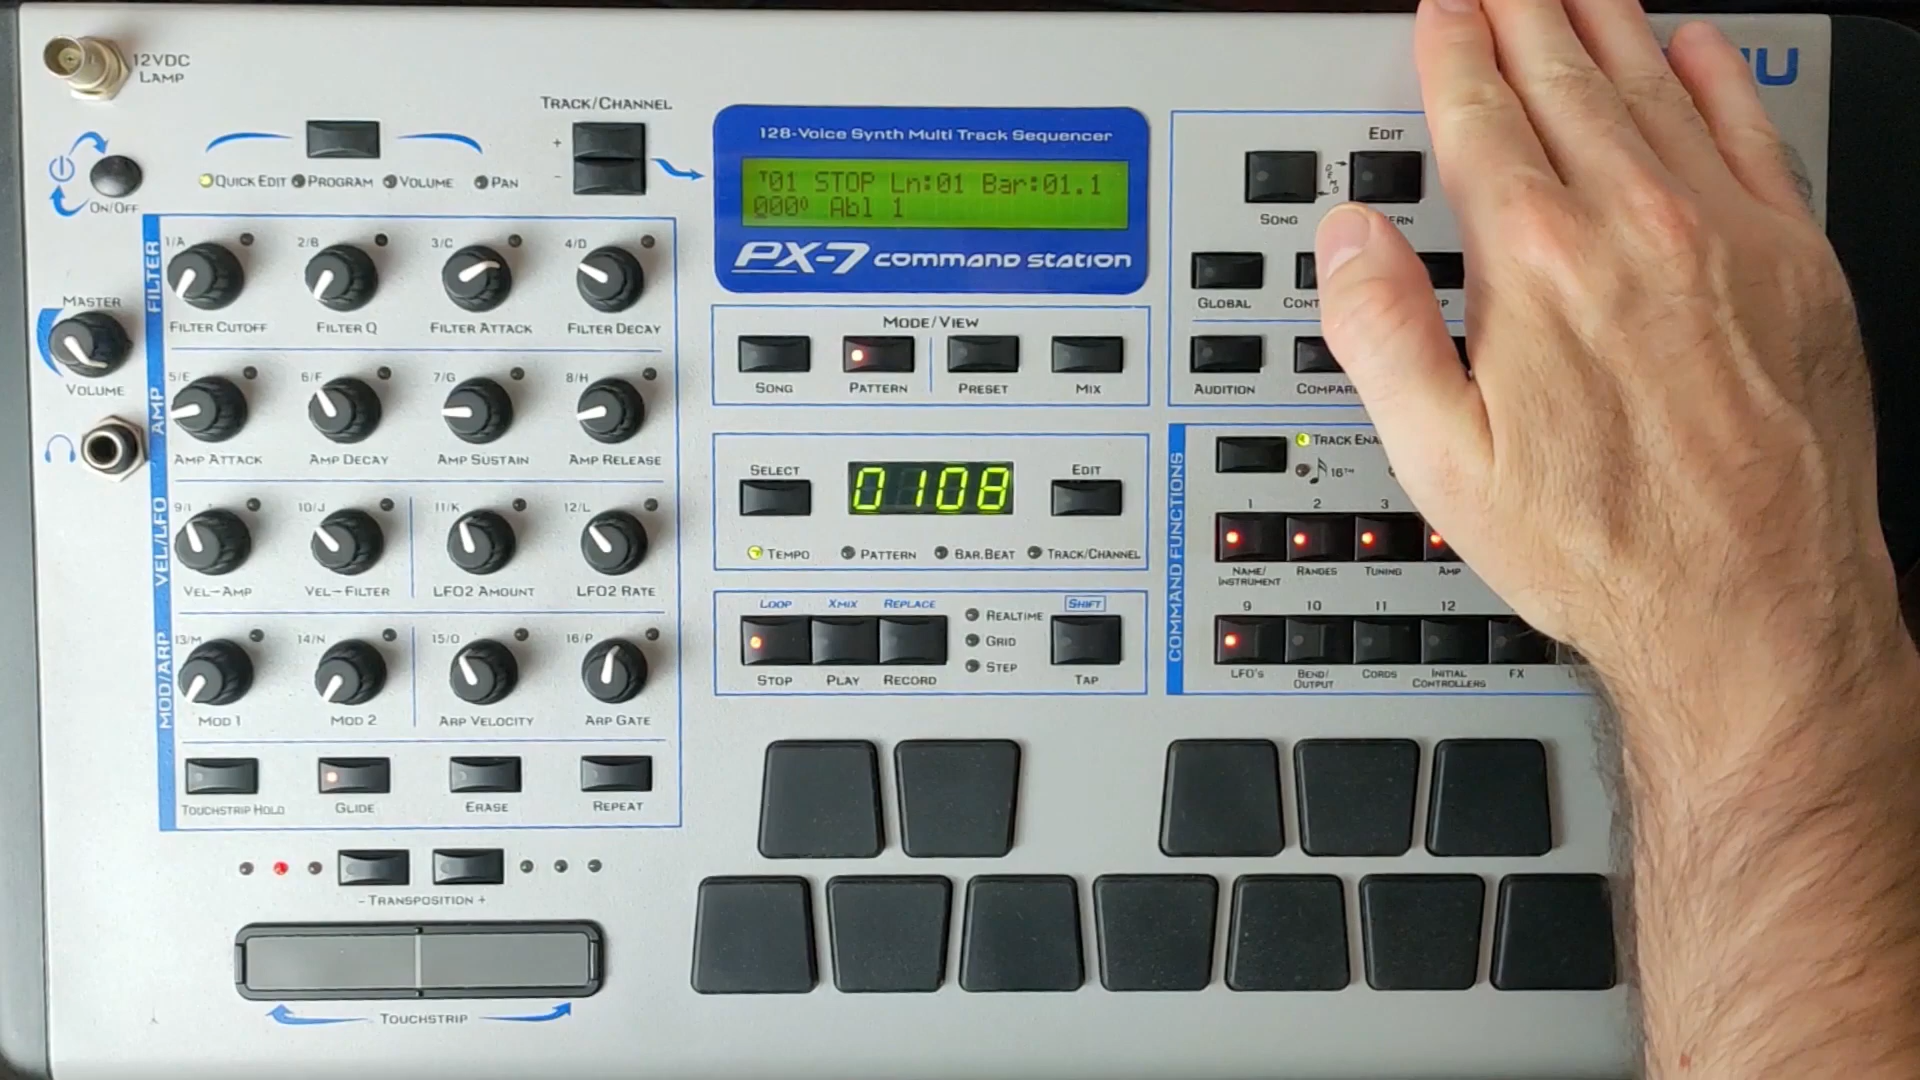 12VDC
LAMP
ON/OFF
MASTER
VOLUME
QUICK EDIT PROGRAM VOLUME PAN
TRACK/CHANNEL
+
-
FILTER
1/A 2/B 3/C 4/D
FILTER CUTOFF FILTER Q FILTER ATTACK FILTER DECAY
AMP
5/E 6/F 7/G 8/H
AMP ATTACK AMP DECAY AMP SUSTAIN AMP RELEASE
VEL/LFO
9/I 10/J 11/K 12/L
VEL-AMP VEL-FILTER LFO2 AMOUNT LFO2 RATE
MOD/ARP
13/M 14/N 15/O 16/P
MOD 1 MOD 2 ARP VELOCITY ARP GATE
TOUCHSTRIP HOLD GLIDE ERASE REPEAT
- TRANSPOSITION +
TOUCHSTRIP
128-Voice Synth Multi Track Sequencer
T01 STOP Ln:01 Bar:01.1
000⁰ Abl 1
PX-7 COMMAND STATION
MODE/VIEW
SONG PATTERN PRESET MIX
SELECT 0108 EDIT
TEMPO PATTERN BAR.BEAT TRACK/CHANNEL
LOOP XMIX REPLACE
REALTIME
GRID
STEP
SHIFT
STOP PLAY RECORD TAP
EDIT
DEMO
SONG
GLOBAL
AUDITION
COMMAND FUNCTIONS
TRACK
16TH
1 2 3
NAME/ RANGES TUNING AMP
INSTRUMENT
9 10 11 12
LFO'S BEND/ CORDS INITIAL FX
OUTPUT CONTROLLERS